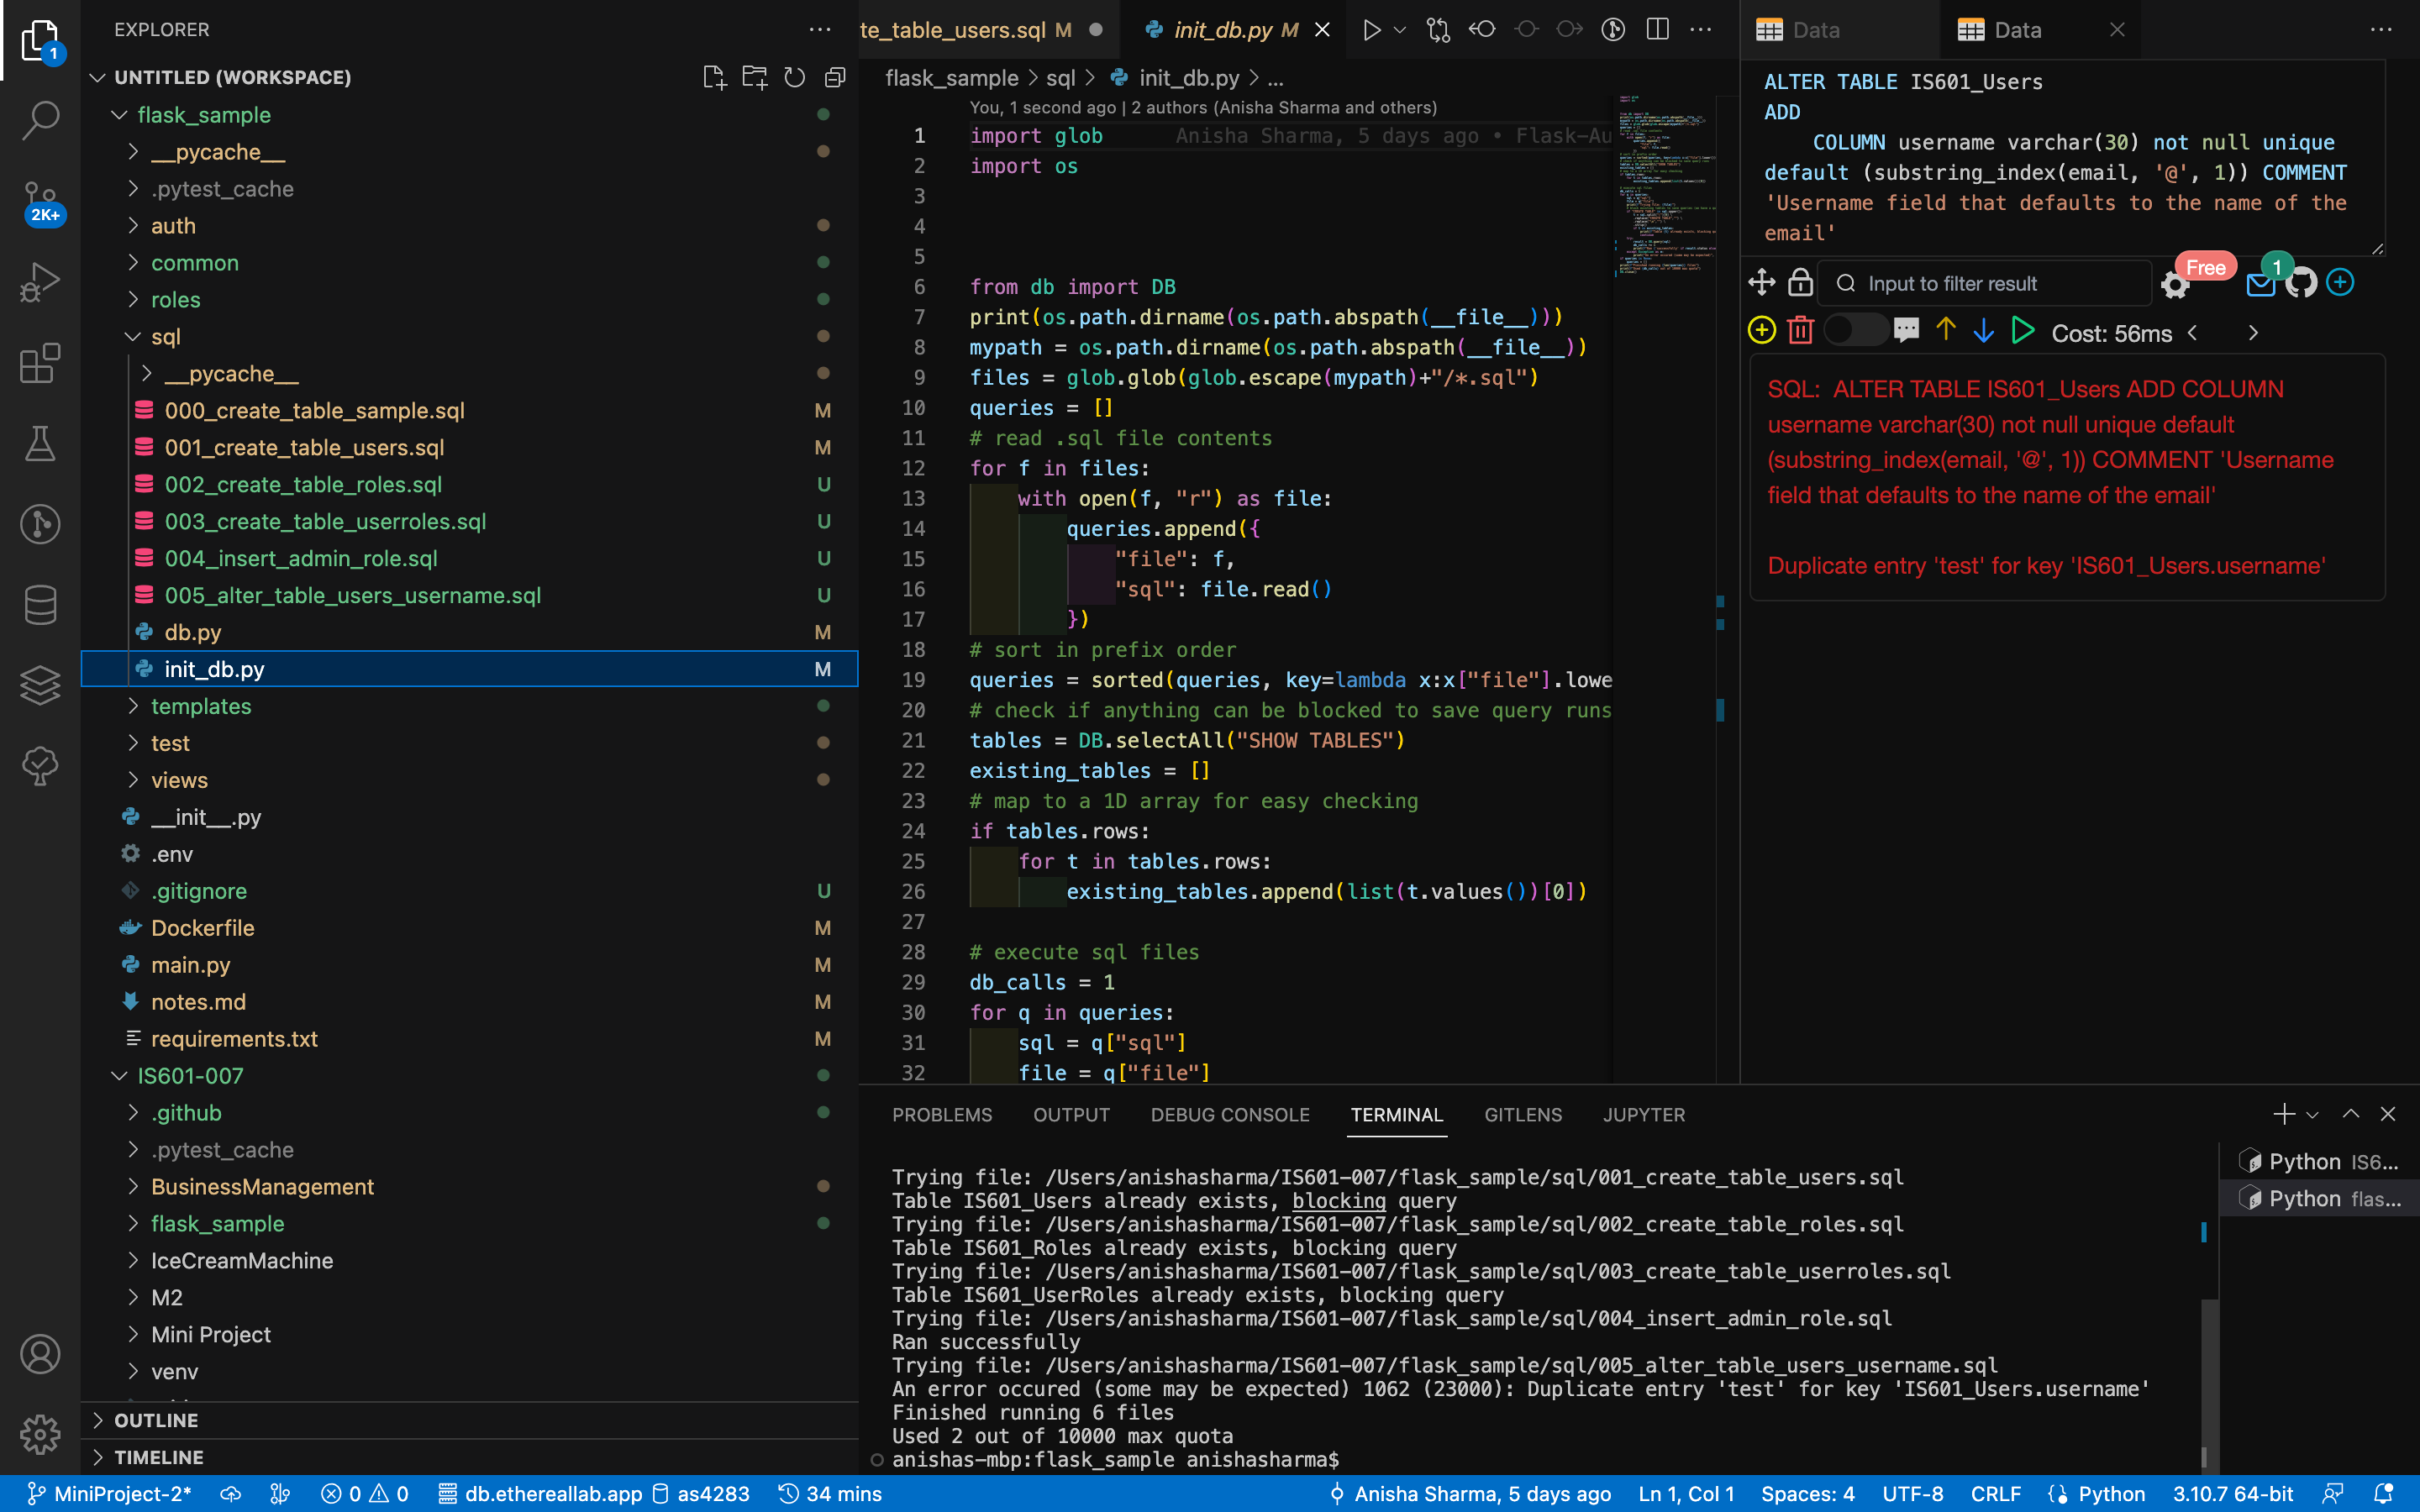 EXPLORER
UNTITLED (WORKSPACE)
flask_sample
__pycache__
.pytest_cache
auth
common
roles
sql
__pycache__
000_create_table_sample.sql M
001_create_table_users.sql M
002_create_table_roles.sql U
003_create_table_userroles.sql U
004_insert_admin_role.sql U
005_alter_table_users_username.sql U
db.py M
init_db.py M
templates
test
views
__init__.py
.env
.gitignore U
Dockerfile M
main.py M
notes.md M
requirements.txt M
IS601-007
.github
.pytest_cache
BusinessManagement
flask_sample
IceCreamMachine
M2
Mini Project
venv
OUTLINE
TIMELINE
1
2K+
te_table_users.sql M
init_db.py M
flask_sample > sql > init_db.py > ...
You, 1 second ago | 2 authors (Anisha Sharma and others)
1 import glob Anisha Sharma, 5 days ago • Flask-Au
2 import os
3
4
5
6 from db import DB
7 print(os.path.dirname(os.path.abspath(__file__)))
8 mypath = os.path.dirname(os.path.abspath(__file__))
9 files = glob.glob(glob.escape(mypath)+"/*.sql")
10 queries = []
11 # read .sql file contents
12 for f in files:
13 with open(f, "r") as file:
14 queries.append({
15 "file": f,
16 "sql": file.read()
17 })
18 # sort in prefix order
19 queries = sorted(queries, key=lambda x:x["file"].lowe
20 # check if anything can be blocked to save query runs
21 tables = DB.selectAll("SHOW TABLES")
22 existing_tables = []
23 # map to a 1D array for easy checking
24 if tables.rows:
25 for t in tables.rows:
26 existing_tables.append(list(t.values())[0])
27
28 # execute sql files
29 db_calls = 1
30 for q in queries:
31 sql = q["sql"]
32 file = q["file"]
Data
Data
ALTER TABLE IS601_Users
ADD
COLUMN username varchar(30) not null unique
default (substring_index(email, '@', 1)) COMMENT
'Username field that defaults to the name of the
email'
Input to filter result
Free
1
Cost: 56ms
SQL: ALTER TABLE IS601_Users ADD COLUMN
username varchar(30) not null unique default
(substring_index(email, '@', 1)) COMMENT 'Username
field that defaults to the name of the email'
Duplicate entry 'test' for key 'IS601_Users.username'
PROBLEMS OUTPUT DEBUG CONSOLE TERMINAL GITLENS JUPYTER
Trying file: /Users/anishasharma/IS601-007/flask_sample/sql/001_create_table_users.sql
Table IS601_Users already exists, blocking query
Trying file: /Users/anishasharma/IS601-007/flask_sample/sql/002_create_table_roles.sql
Table IS601_Roles already exists, blocking query
Trying file: /Users/anishasharma/IS601-007/flask_sample/sql/003_create_table_userroles.sql
Table IS601_UserRoles already exists, blocking query
Trying file: /Users/anishasharma/IS601-007/flask_sample/sql/004_insert_admin_role.sql
Ran successfully
Trying file: /Users/anishasharma/IS601-007/flask_sample/sql/005_alter_table_users_username.sql
An error occured (some may be expected) 1062 (23000): Duplicate entry 'test' for key 'IS601_Users.username'
Finished running 6 files
Used 2 out of 10000 max quota
anishas-mbp:flask_sample anishasharma$
Python IS6...
Python flas...
MiniProject-2* 0 0 db.ethereallab.app as4283 34 mins Anisha Sharma, 5 days ago Ln 1, Col 1 Spaces: 4 UTF-8 CRLF Python 3.10.7 64-bit